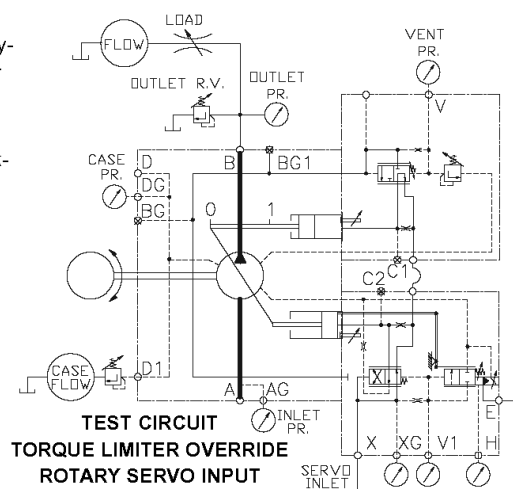 y-
k-
FLOW
LOAD
VENT
PR.
OUTLET R.V.
OUTLET
PR.
V
CASE
PR.
D
B
BG1
DG
BG
0
1
C1
C2
CASE
FLOW
D1
A
AG
INLET
PR.
E
TEST CIRCUIT
TORQUE LIMITER OVERRIDE
ROTARY SERVO INPUT
X
XG
V1
H
SERVO
INLET